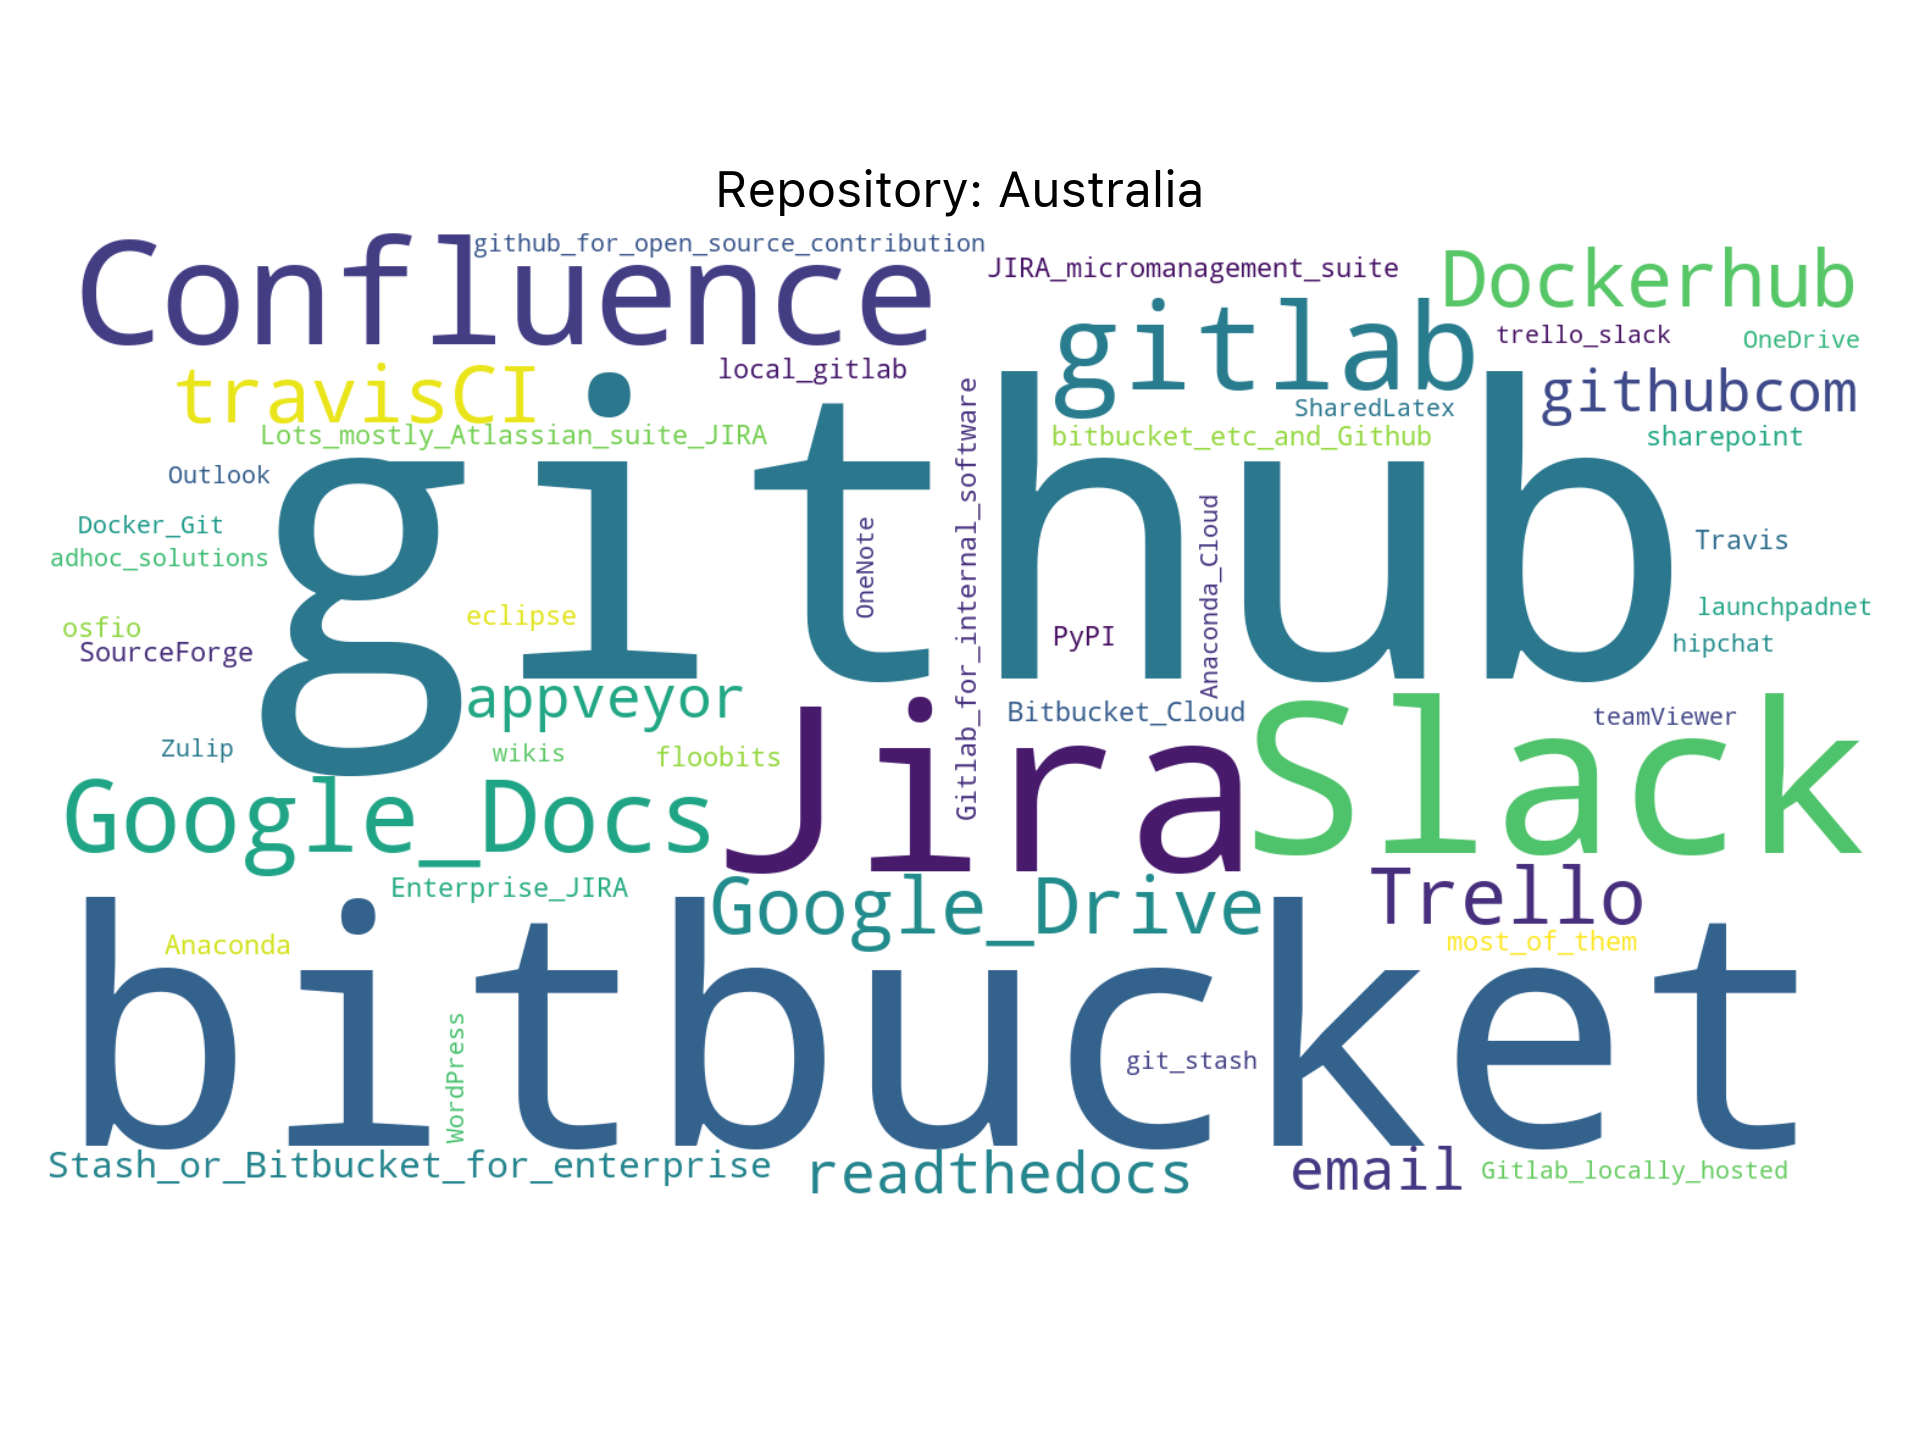 Repository: Australia
Confluence
github_for_open_source_contribution
JIRA_micromanagement_suite
Dockerhub
gitlab
trello_slack
OneDrive
travisCI
local_gitlab
githubcom
SharedLatex
Lots_mostly_Atlassian_suite_JIRA
bitbucket_etc_and_Github
sharepoint
Outlook
github
Docker_Git
adhoc_solutions
OneNote
Gitlab_for_internal_software
Anaconda_Cloud
Travis
osfio
SourceForge
eclipse
PyPI
launchpadnet
hipchat
appveyor
Bitbucket_Cloud
teamViewer
Zulip
wikis
floobits
Jira
Slack
Google_Docs
Enterprise_JIRA
Google_Drive
Trello
Anaconda
most_of_them
bitbucket
WordPress
git_stash
Stash_or_Bitbucket_for_enterprise
readthedocs
email
Gitlab_locally_hosted